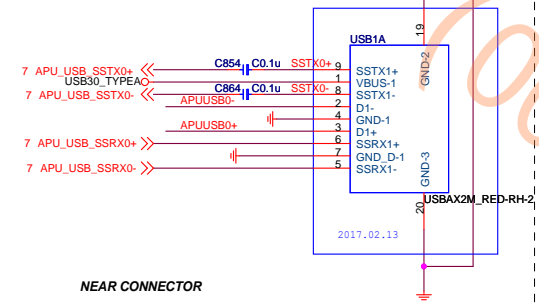 19
USB1A
C854 C0.1u SSTX0+ 9 SSTX1+ GND-2
7 APU_USB_SSTX0+
USB30_TYPEA 1 VBUS-1
C864 C0.1u SSTX0- 8 SSTX1-
7 APU_USB_SSTX0-
APUUSB0- 2 D1-
4 GND-1
APUUSB0+ 3 D1+
7 APU_USB_SSRX0+ 6 SSRX1+
7 GND_D-1
7 APU_USB_SSRX0- 5 SSRX1- GND-3
20
USBAX2M_RED-RH-2
2017.02.13
NEAR CONNECTOR